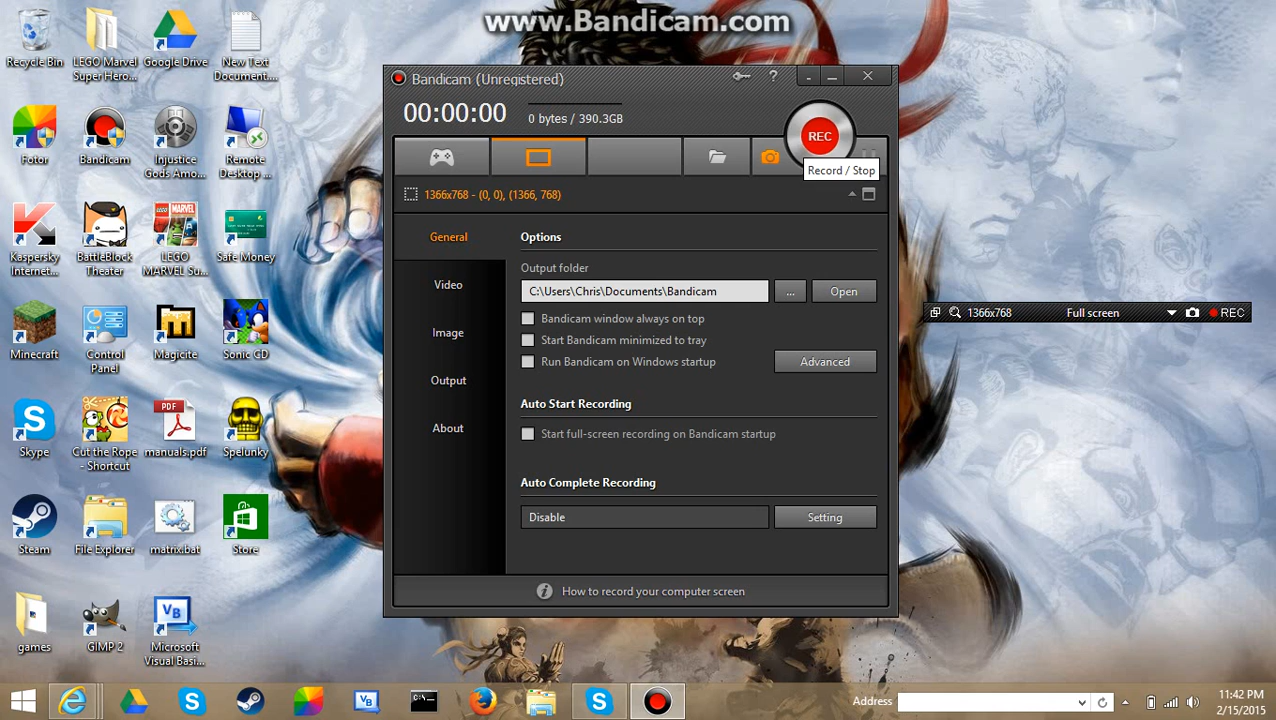 www.Bandicam.com
Recycle Bin
LEGO Marvel
Super Hero...
Google Drive
New Text
Document....
Fotor
Bandicam
Injustice
Gods Amo...
Remote
Desktop ...
Kaspersky
Internet...
BattleBlock
Theater
LEGO
MARVEL Su...
Safe Money
Minecraft
Control
Panel
Magicite
Sonic CD
Skype
Cut the Rope
- Shortcut
PDF
manuals.pdf
Spelunky
Steam
File Explorer
matrix.bat
Store
games
GIMP 2
VB
Microsoft
Visual Basi...
Bandicam (Unregistered)
?
00:00:00
0 bytes / 390.3GB
REC
Record / Stop
1366x768 - (0, 0), (1366, 768)
General
Video
Image
Output
About
Options
Output folder
C:\Users\Chris\Documents\Bandicam
...
Open
Bandicam window always on top
Start Bandicam minimized to tray
Run Bandicam on Windows startup
Advanced
Auto Start Recording
Start full-screen recording on Bandicam startup
Auto Complete Recording
Disable
Setting
How to record your computer screen
1366x768
Full screen
REC
VB
Address
11:42 PM
2/15/2015